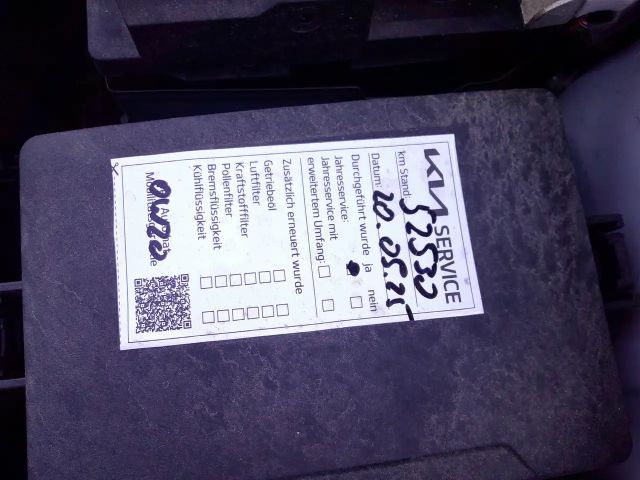 KIA SERVICE
km Stand: 52530
Datum: 20.05.25
Durchgeführt wurde ja nein
Jahresservice:
Jahresservice mit
erweitertem Umfang:
Zusätzlich erneuert wurde
Getriebeöl
Luftfilter
Kraftstofffilter
Pollenfilter
Bremsflüssigkeit
Kühlflüssigkeit
0W20